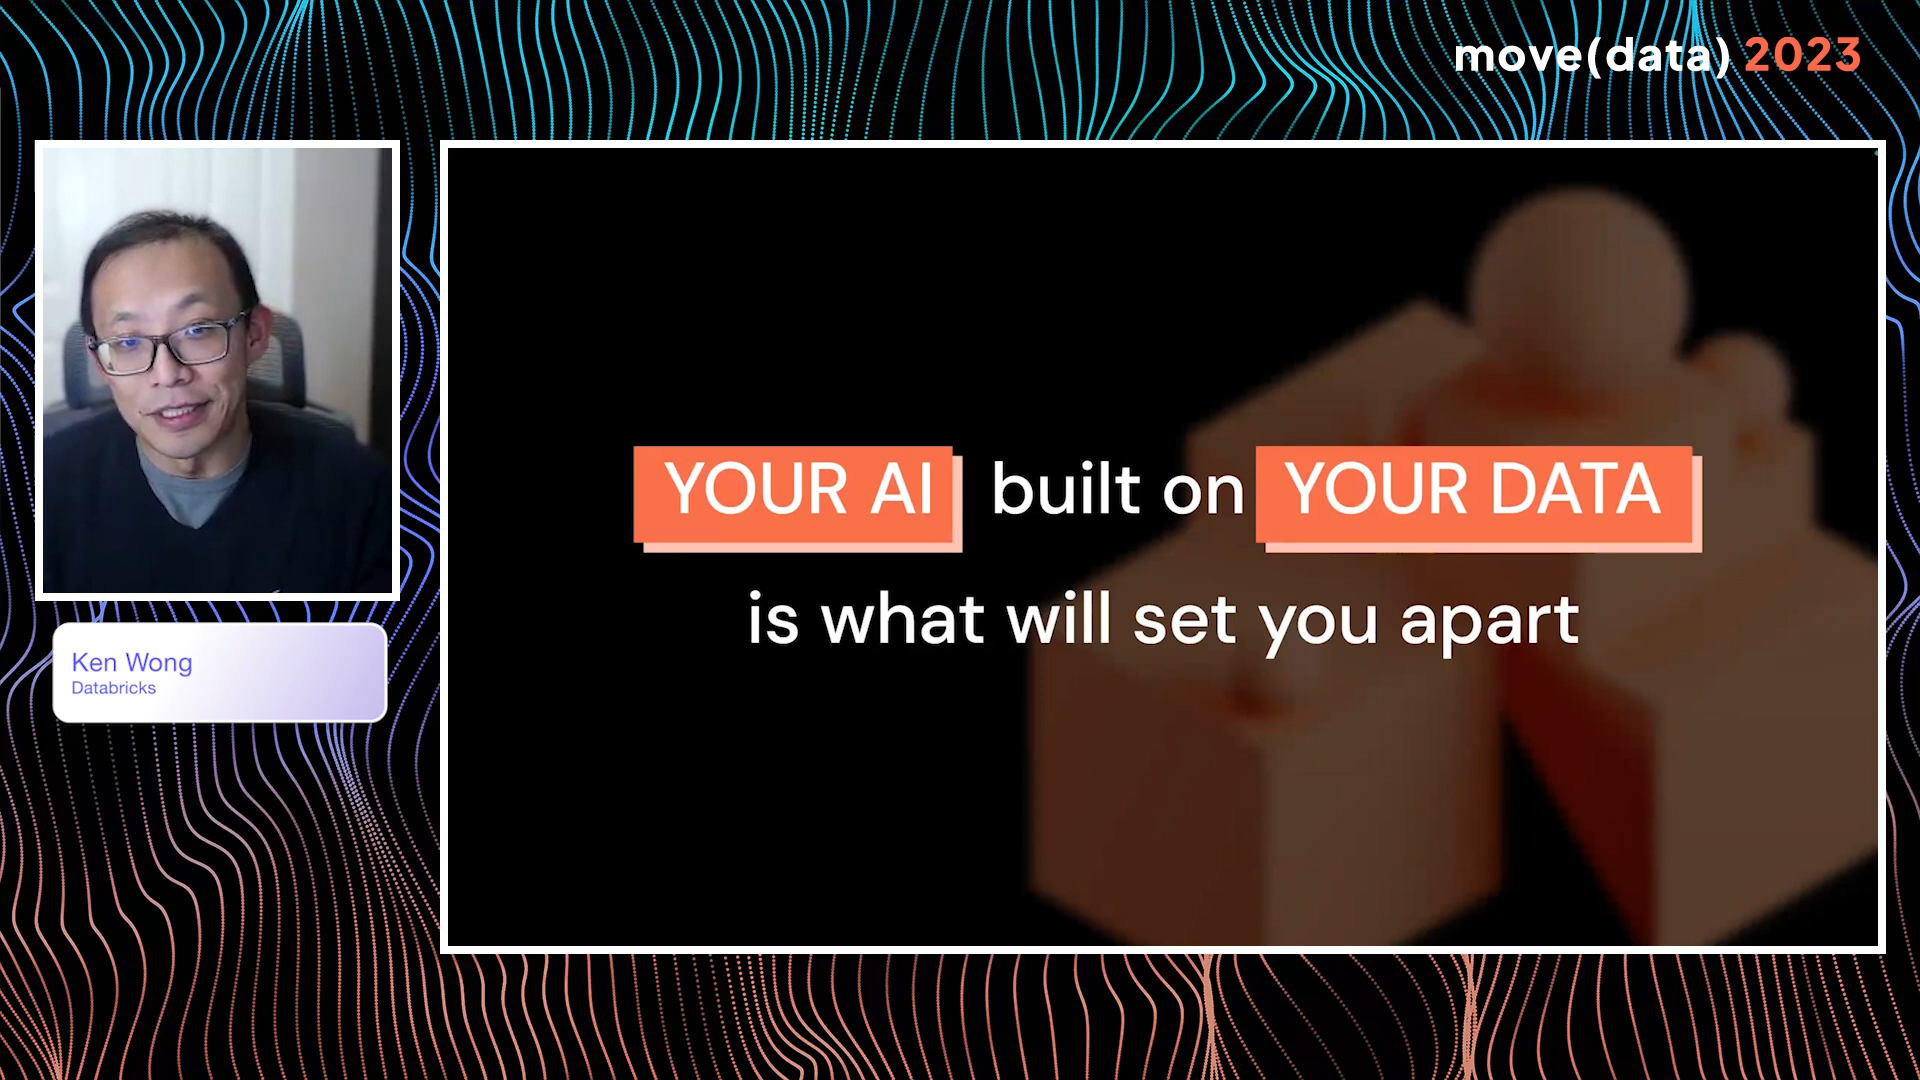 move(data) 2023
YOUR AI built on YOUR DATA
is what will set you apart
Ken Wong
Databricks